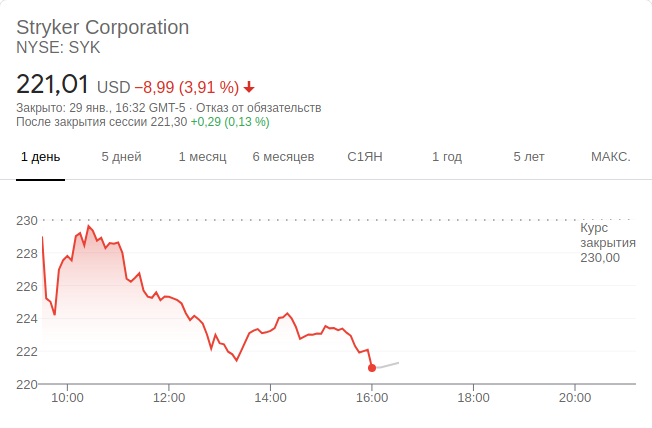 Stryker Corporation
NYSE: SYK
221,01 USD −8,99 (3,91 %)
Закрыто: 29 янв., 16:32 GMT-5 · Отказ от обязательств
После закрытия сессии 221,30 +0,29 (0,13 %)
1 день 5 дней 1 месяц 6 месяцев С1ЯН 1 год 5 лет МАКС.
230
Курс
закрытия
230,00
228
226
224
222
220
10:00 12:00 14:00 16:00 18:00 20:00